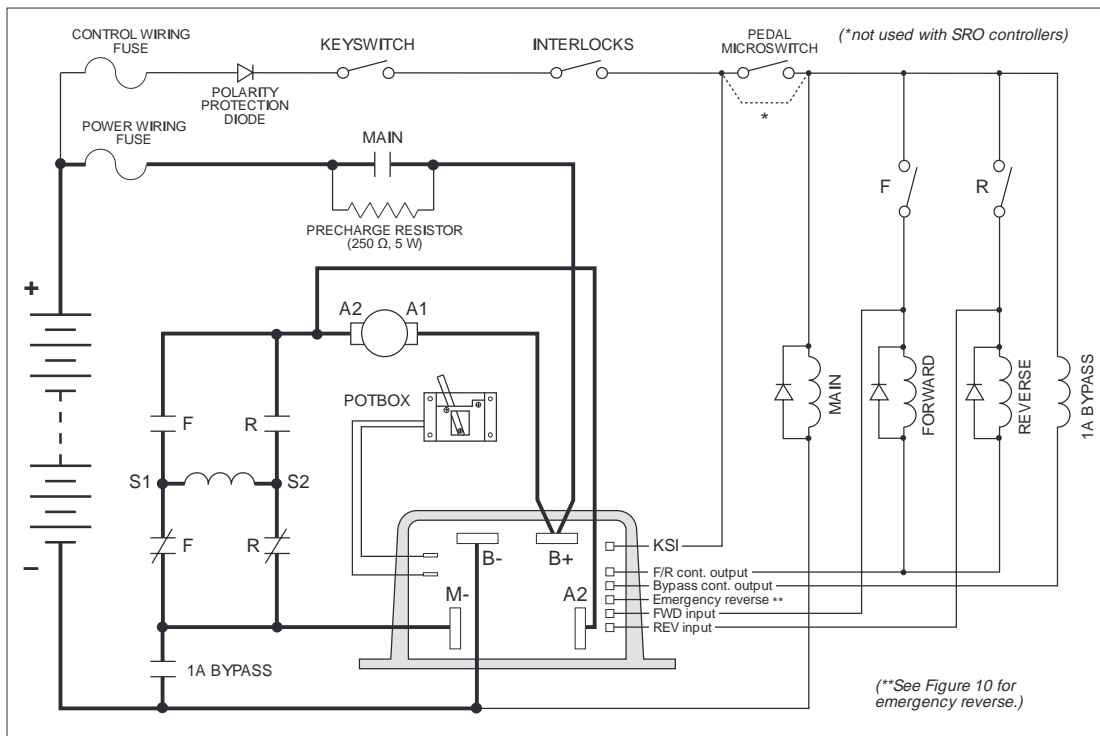 CONTROL WIRING
FUSE
POLARITY
PROTECTION
DIODE
KEYSWITCH
INTERLOCKS
PEDAL
MICROSWITCH
(*not used with SRO controllers)
*
POWER WIRING
FUSE
MAIN
PRECHARGE RESISTOR
(250 Ω, 5 W)
F
R
+
A2
A1
POTBOX
F
R
S1
S2
F
R
–
MAIN
FORWARD
REVERSE
1A BYPASS
B-
B+
M-
A2
KSI
F/R cont. output
Bypass cont. output
Emergency reverse **
FWD input
REV input
1A BYPASS
(**See Figure 10 for
emergency reverse.)